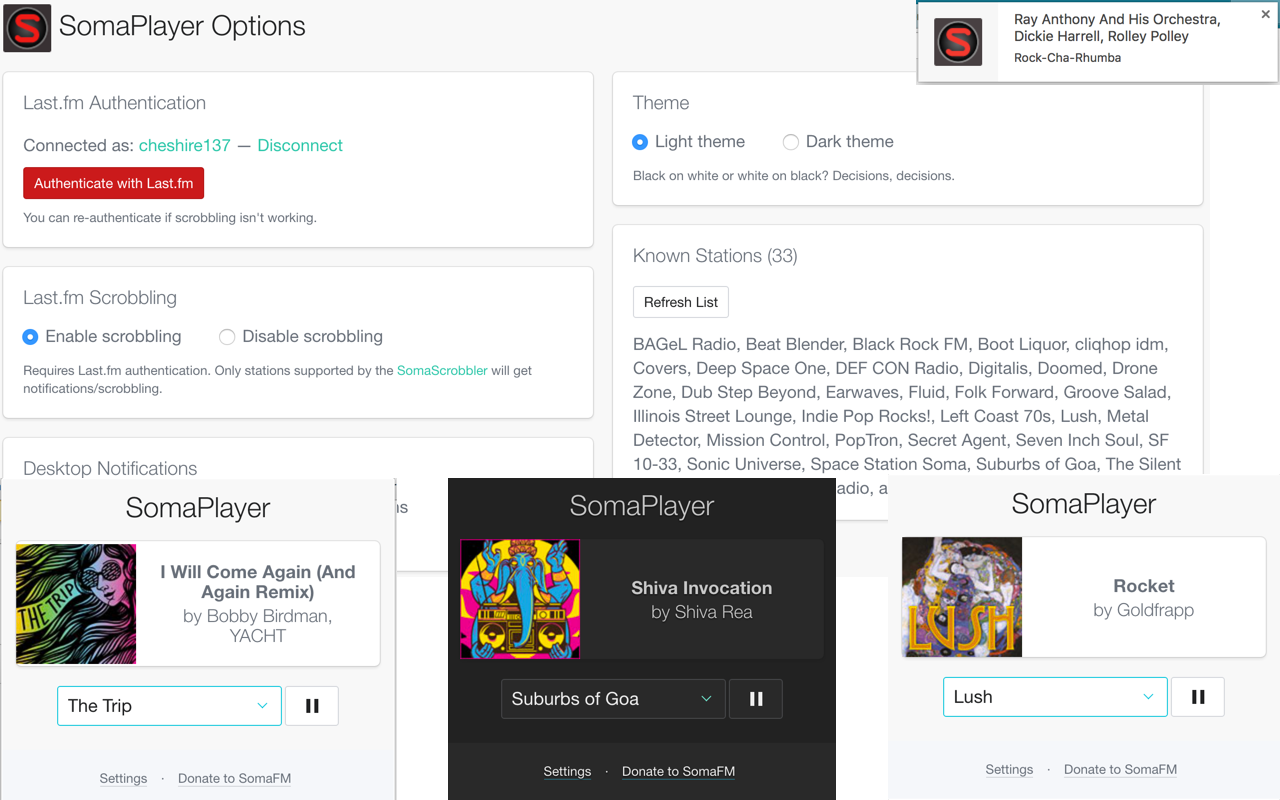 SomaPlayer Options
Ray Anthony And His Orchestra,
Dickie Harrell, Rolley Polley
Rock-Cha-Rhumba
Last.fm Authentication
Connected as: cheshire137 — Disconnect
Authenticate with Last.fm
You can re-authenticate if scrobbling isn't working.
Last.fm Scrobbling
Enable scrobbling
Disable scrobbling
Requires Last.fm authentication. Only stations supported by the SomaScrobbler will get
notifications/scrobbling.
Desktop Notifications
Theme
Light theme
Dark theme
Black on white or white on black? Decisions, decisions.
Known Stations (33)
Refresh List
BAGeL Radio, Beat Blender, Black Rock FM, Boot Liquor, cliqhop idm,
Covers, Deep Space One, DEF CON Radio, Digitalis, Doomed, Drone
Zone, Dub Step Beyond, Earwaves, Fluid, Folk Forward, Groove Salad,
Illinois Street Lounge, Indie Pop Rocks!, Left Coast 70s, Lush, Metal
Detector, Mission Control, PopTron, Secret Agent, Seven Inch Soul, SF
10-33, Sonic Universe, Space Station Soma, Suburbs of Goa, The Silent
SomaPlayer
THE TRIP
I Will Come Again (And
Again Remix)
by Bobby Birdman,
YACHT
The Trip
Settings · Donate to SomaFM
SomaPlayer
Shiva Invocation
by Shiva Rea
Suburbs of Goa
Settings · Donate to SomaFM
SomaPlayer
LUSH
Rocket
by Goldfrapp
Lush
Settings · Donate to SomaFM